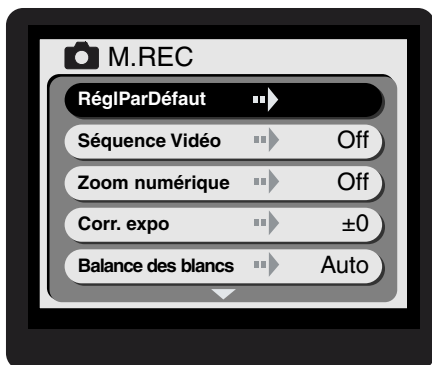 M.REC
RéglParDéfaut
Séquence Vidéo Off
Zoom numérique Off
Corr. expo ±0
Balance des blancs Auto